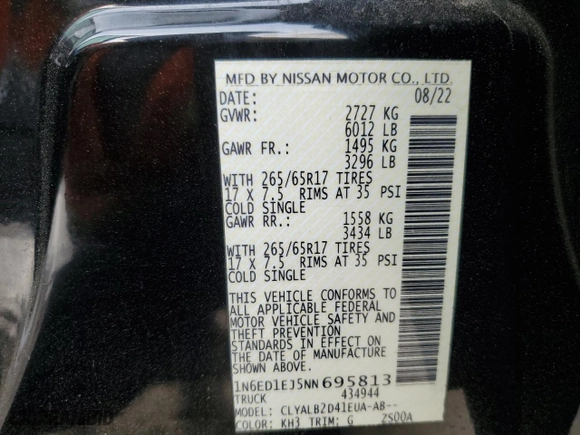 MFD BY NISSAN MOTOR CO., LTD.
DATE: 08/22
GVWR: 2727 KG
6012 LB
GAWR FR.: 1495 KG
3296 LB
WITH 265/65R17 TIRES
17 X 7.5 RIMS AT 35 PSI
COLD SINGLE
GAWR RR.: 1558 KG
3434 LB
WITH 265/65R17 TIRES
17 X 7.5 RIMS AT 35 PSI
COLD SINGLE
THIS VEHICLE CONFORMS TO
ALL APPLICABLE FEDERAL
MOTOR VEHICLE SAFETY AND
THEFT PREVENTION
STANDARDS IN EFFECT ON
THE DATE OF MANUFACTURE
SHOWN ABOVE.
1N6ED1EJ5NN695813
TRUCK 434944
MODEL: CLYALB2D41EUA-AB--
COLOR: KH3 TRIM: G 2S00A